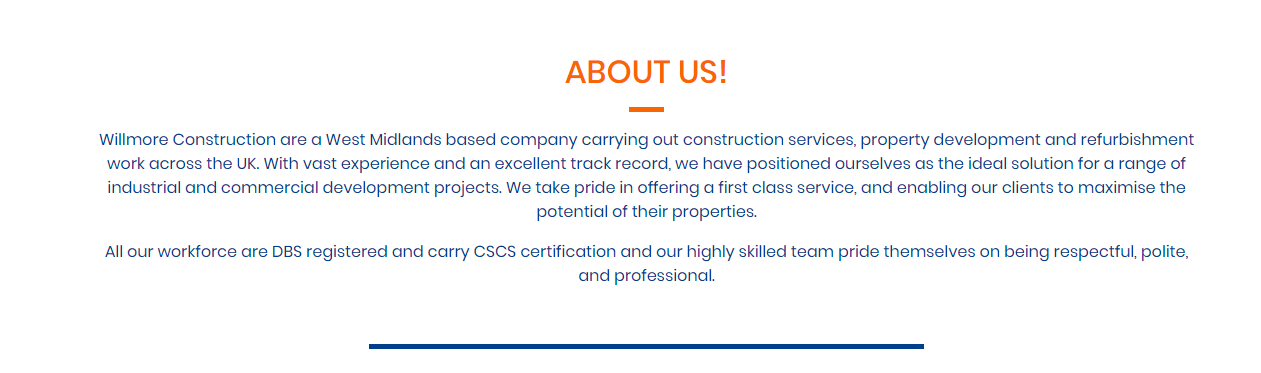 ABOUT US!
Willmore Construction are a West Midlands based company carrying out construction services, property development and refurbishment
work across the UK. With vast experience and an excellent track record, we have positioned ourselves as the ideal solution for a range of
industrial and commercial development projects. We take pride in offering a first class service, and enabling our clients to maximise the
potential of their properties.
All our workforce are DBS registered and carry CSCS certification and our highly skilled team pride themselves on being respectful, polite,
and professional.